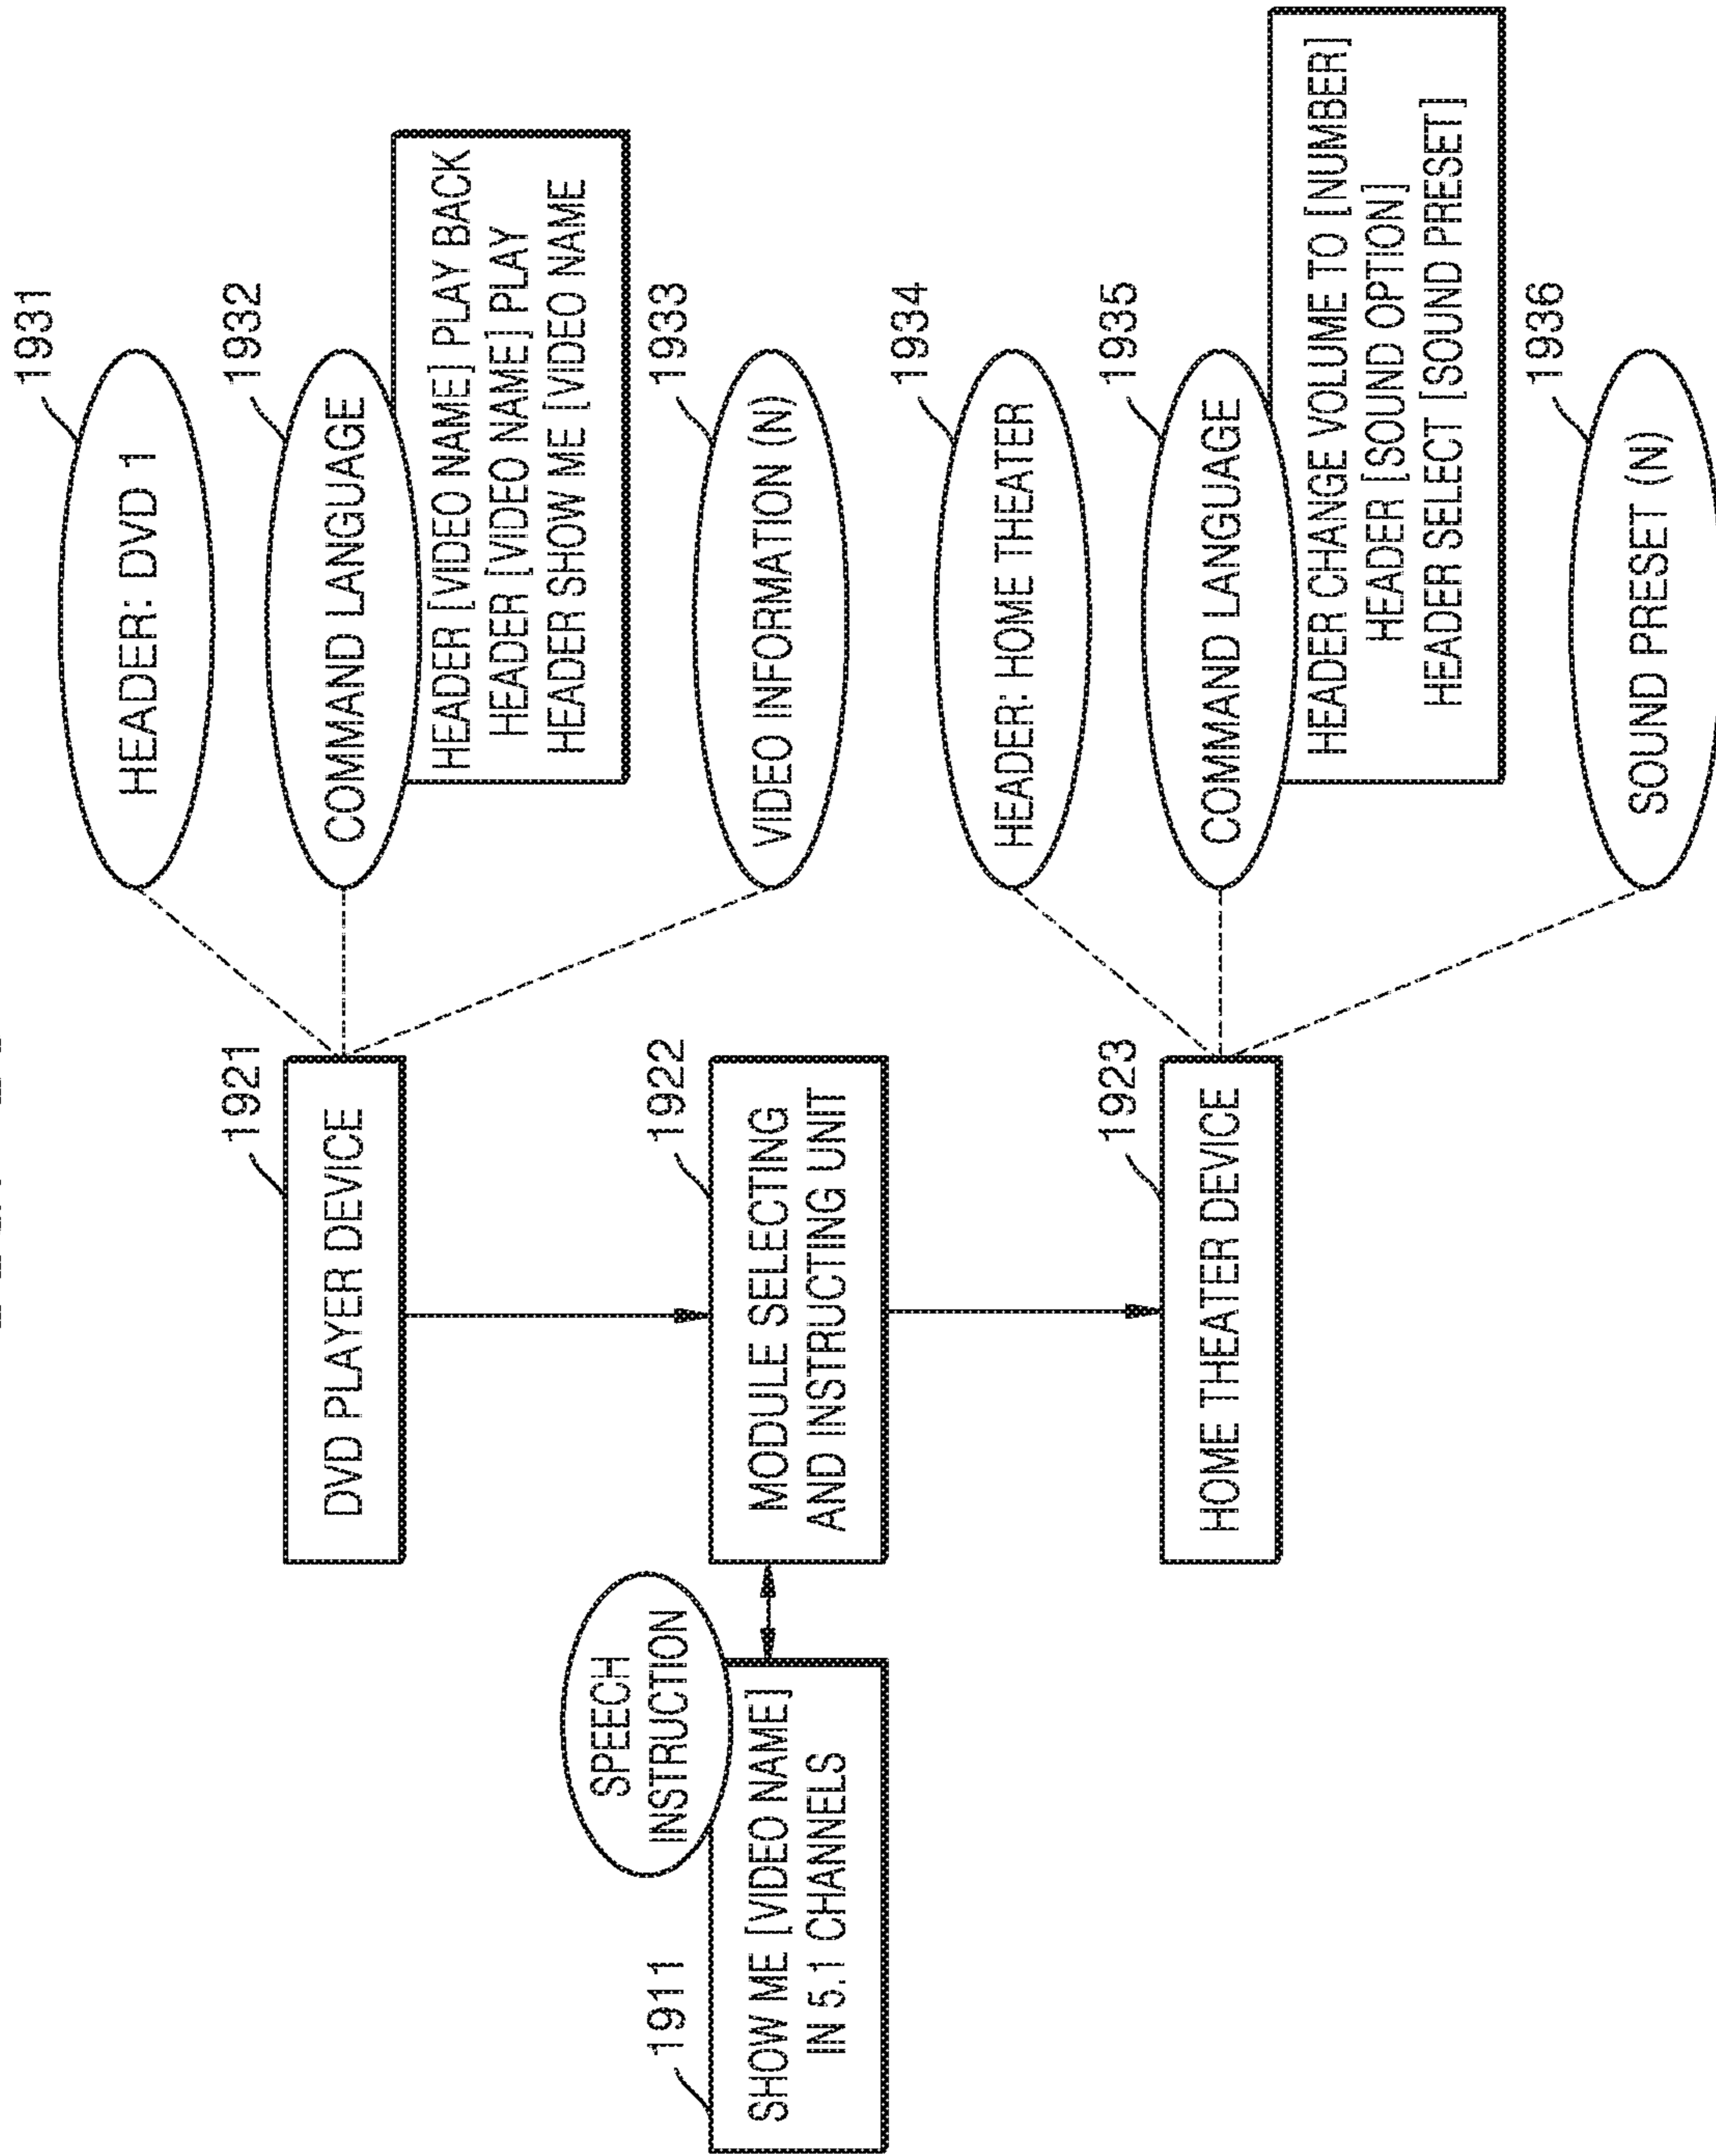 1911
SPEECH
INSTRUCTION
SHOW ME [VIDEO NAME]
IN 5.1 CHANNELS
1921
DVD PLAYER DEVICE
1922
MODULE SELECTING
AND INSTRUCTING UNIT
1923
HOME THEATER DEVICE
1931
HEADER: DVD 1
1932
COMMAND LANGUAGE
HEADER [VIDEO NAME] PLAY BACK
HEADER [VIDEO NAME] PLAY
HEADER SHOW ME [VIDEO NAME
1933
VIDEO INFORMATION (N)
1934
HEADER: HOME THEATER
1935
COMMAND LANGUAGE
HEADER CHANGE VOLUME TO [NUMBER]
HEADER [SOUND OPTION]
HEADER SELECT [SOUND PRESET]
1936
SOUND PRESET (N)